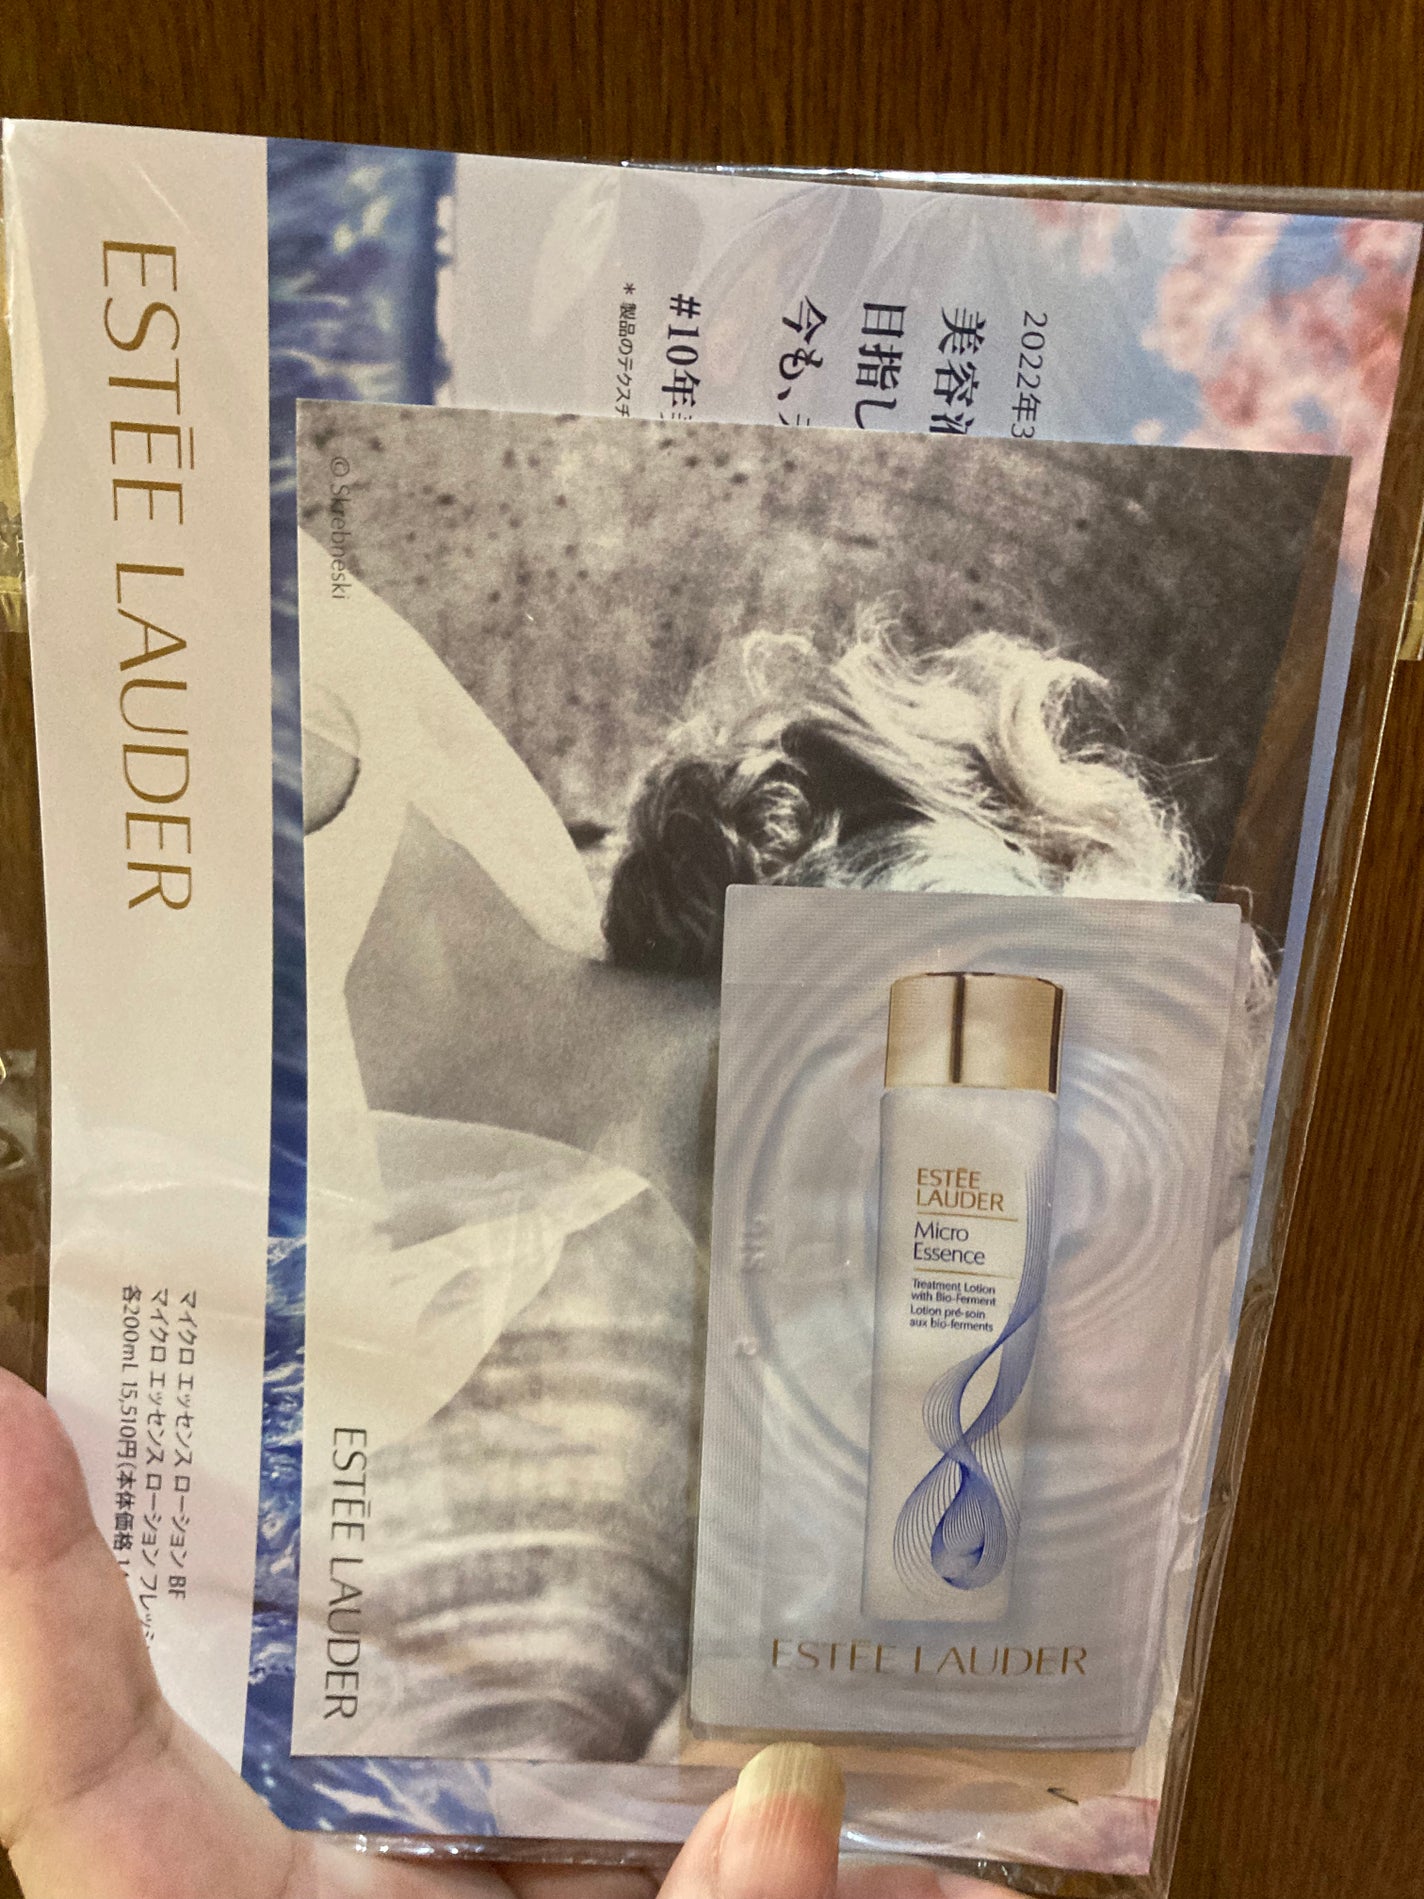 2022年3
美容液
目指し
今も、
#10年
* 製品のテクスチ
© Skrebneski
ESTĒE LAUDER
ESTĒE
LAUDER
Micro
Essence
Treatment Lotion
with Bio-Ferment
Lotion pré-soin
aux bio-ferments
ESTĒE LAUDER
ESTĒE LAUDER
マイクロ エッセンス ローション BF
マイクロ エッセンス ローション フレッシ
各200mL 15,510円(本体価格